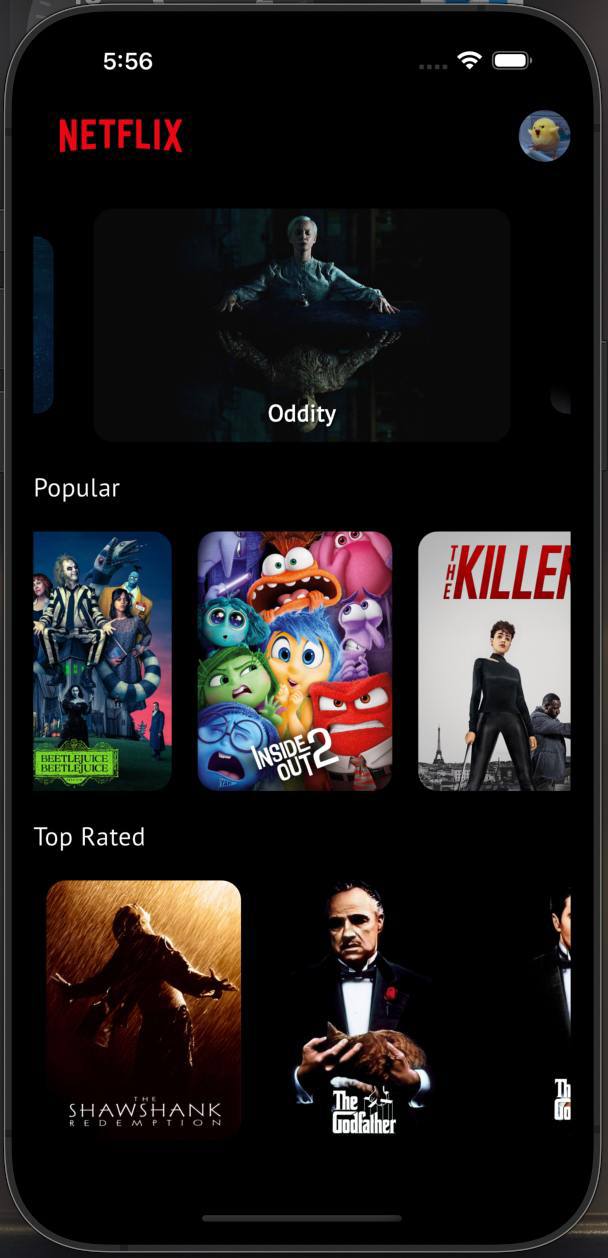 5:56
NETFLIX
Oddity
Popular
BEETLEJUICE
BEETLEJUICE
INSIDE
OUT 2
THE
KILLER
Top Rated
THE
SHAWSHANK
REDEMPTION
The
Godfather
Th
Go